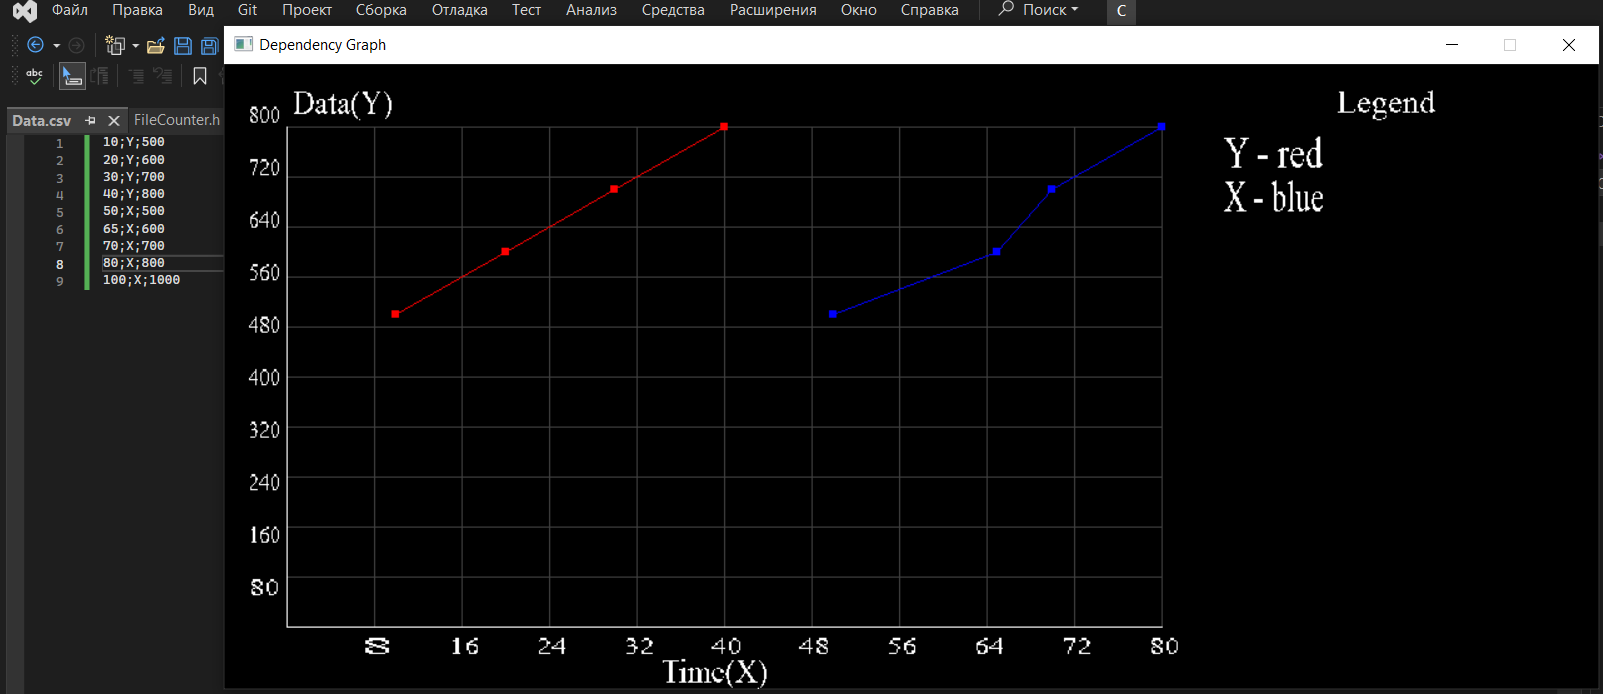 Файл Правка Вид Git Проект Сборка Отладка Тест Анализ Средства Расширения Окно Справка Поиск C
Dependency Graph
abc
Data.csv FileCounter.h
1 10;Y;500
2 20;Y;600
3 30;Y;700
4 40;Y;800
5 50;X;500
6 65;X;600
7 70;X;700
8 80;X;800
9 100;X;1000
Data(Y)
800
720
640
560
480
400
320
240
160
80
8 16 24 32 40 48 56 64 72 80
Time(X)
Legend
Y - red
X - blue